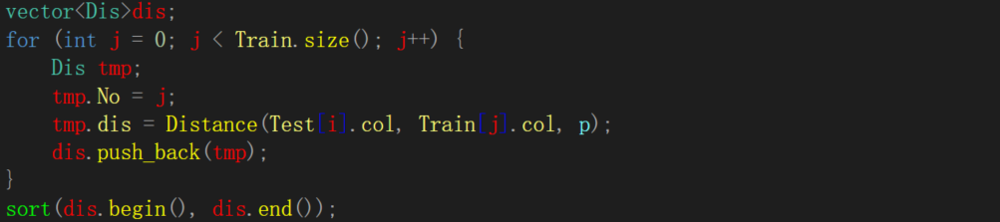 vector<Dis>dis;
for (int j = 0; j < Train.size(); j++) {
    Dis tmp;
    tmp.No = j;
    tmp.dis = Distance(Test[i].col, Train[j].col, p);
    dis.push_back(tmp);
}
sort(dis.begin(), dis.end());